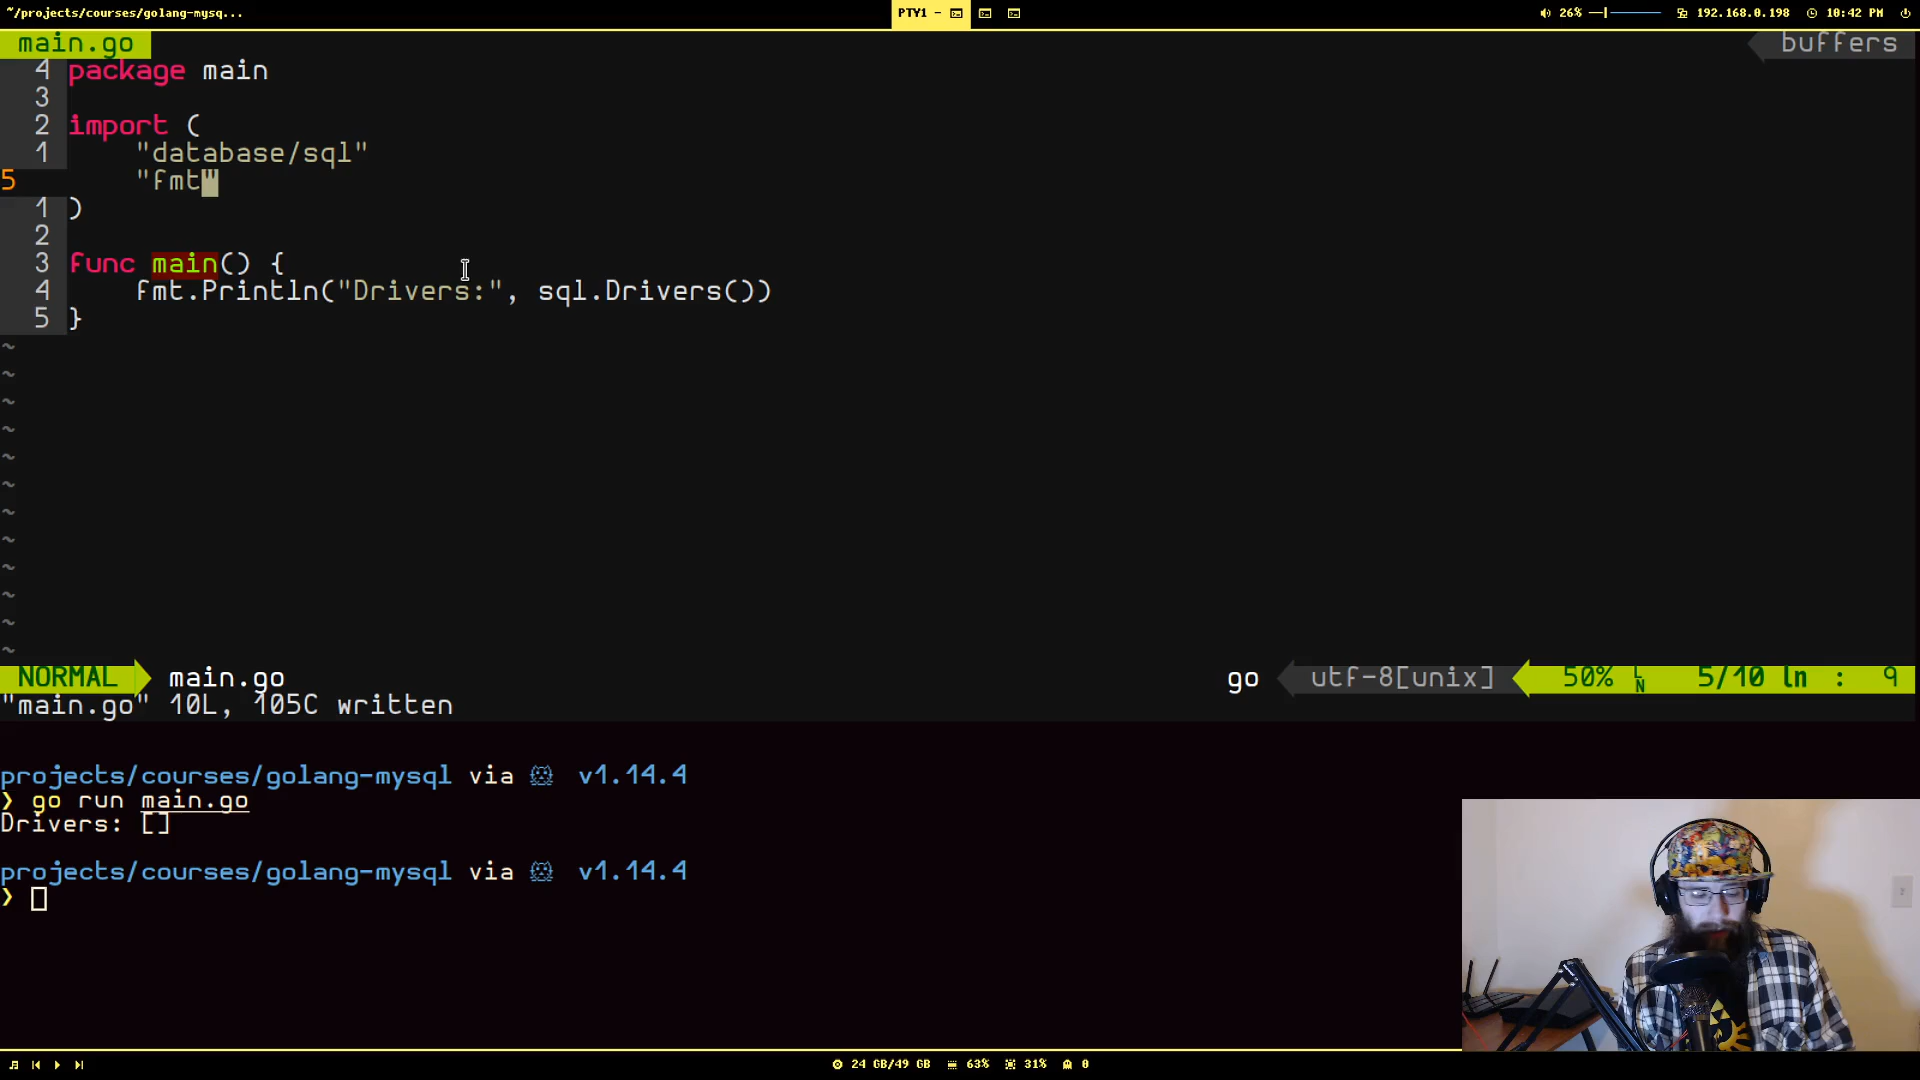 ~/projects/courses/golang-mysq...
PTY1 -
26%
192.168.0.198
10:42 PM
main.go
buffers
4 package main
3
2 import (
1 "database/sql"
5 "fmt"
1 )
2
3 func main() {
4 fmt.Println("Drivers:", sql.Drivers())
5 }
~
~
~
~
~
~
~
~
~
~
~
~
NORMAL main.go go utf-8[unix] 50% LN 5/10 ln : 9
"main.go" 10L, 105C written
projects/courses/golang-mysql via 🐹 v1.14.4
❯ go run main.go
Drivers: []
projects/courses/golang-mysql via 🐹 v1.14.4
❯
24 GB/49 GB
63%
31%
0